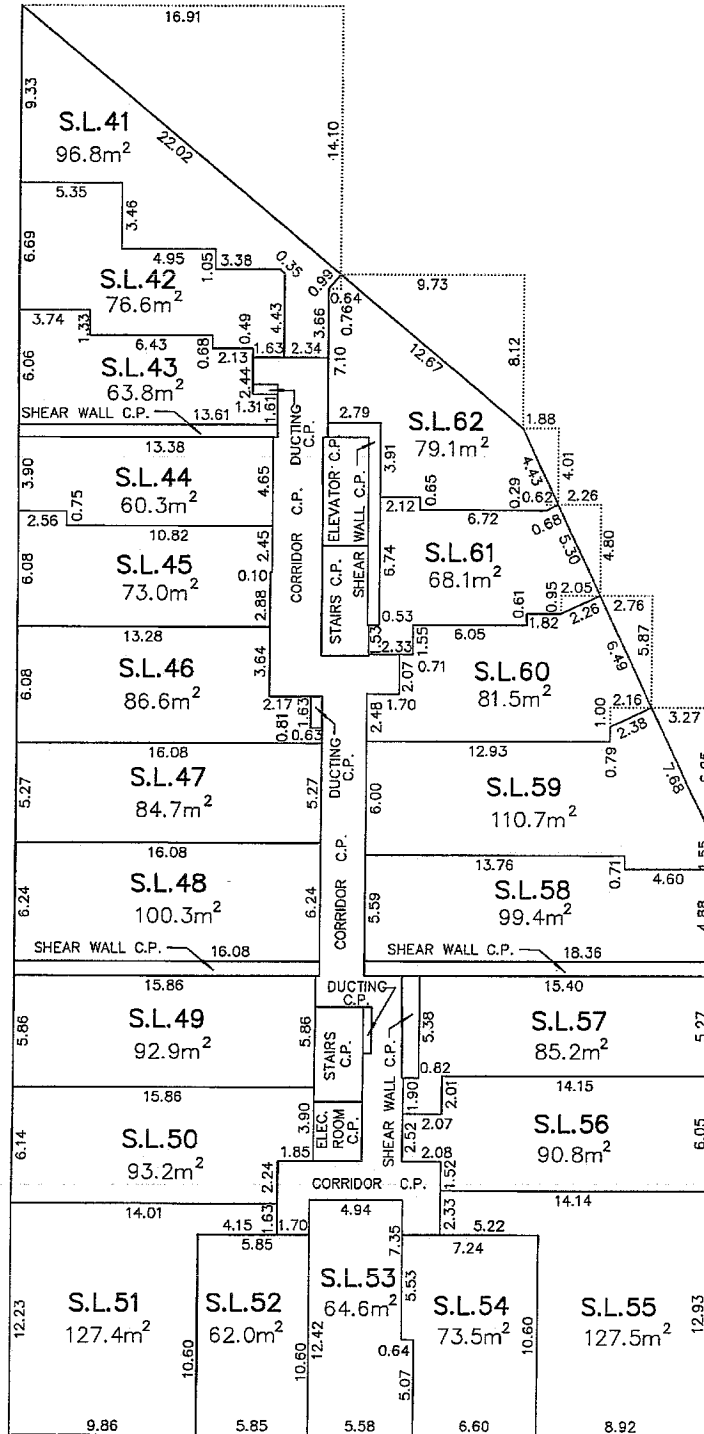 16.91
9.33
S.L.41
96.8m²
22.02
14.10
5.35
3.46
6.69
4.95
1.05
3.38
0.35
0.99
0.64
0.76
9.73
S.L.42
76.6m²
4.43
3.66
7.10
12.67
8.12
3.74
1.33
6.43
0.68
0.49
2.13
1.63
2.34
6.06
S.L.43
63.8m²
2.44
1.31
1.61
SHEAR WALL C.P.
13.61
DUCTING C.P.
2.79
S.L.62
79.1m²
1.88
4.43
4.01
13.38
3.90
S.L.44
60.3m²
4.65
CORRIDOR C.P.
ELEVATOR C.P.
SHEAR WALL C.P.
3.91
0.65
2.12
6.72
0.29
0.62
0.68
2.26
2.56
0.75
10.82
5.30
4.80
6.08
S.L.45
73.0m²
2.45
0.10
2.88
STAIRS C.P.
6.74
S.L.61
68.1m²
0.61
0.95
2.05
1.82
2.26
2.76
0.53
.53
2.33
1.55
6.05
13.28
6.08
S.L.46
86.6m²
3.64
0.71
2.07
1.70
S.L.60
81.5m²
6.49
5.87
2.17
1.63
0.81
0.63
2.48
1.00
2.16
2.38
3.27
16.08
12.93
0.79
5.27
S.L.47
84.7m²
5.27
DUCTING C.P.
6.00
S.L.59
110.7m²
7.68
16.08
13.76
0.71
4.60
1.55
6.24
S.L.48
100.3m²
6.24
CORRIDOR C.P.
5.59
S.L.58
99.4m²
4.88
SHEAR WALL C.P.
16.08
SHEAR WALL C.P.
18.36
15.86
DUCTING C.P.
15.40
5.86
S.L.49
92.9m²
5.86
STAIRS C.P.
SHEAR WALL C.P.
5.38
S.L.57
85.2m²
5.27
15.86
0.82
14.15
6.14
S.L.50
93.2m²
3.90
ELEC. ROOM C.P.
1.90
2.01
2.07
2.52
S.L.56
90.8m²
6.05
1.85
2.08
2.24
CORRIDOR C.P.
1.52
14.01
4.94
14.14
4.15
1.63
1.70
2.33
5.22
5.85
7.35
7.24
12.23
S.L.51
127.4m²
S.L.52
62.0m²
S.L.53
64.6m²
5.53
S.L.54
73.5m²
S.L.55
127.5m²
12.93
10.60
10.60
12.42
0.64
5.07
10.60
9.86
5.85
5.58
6.60
8.92